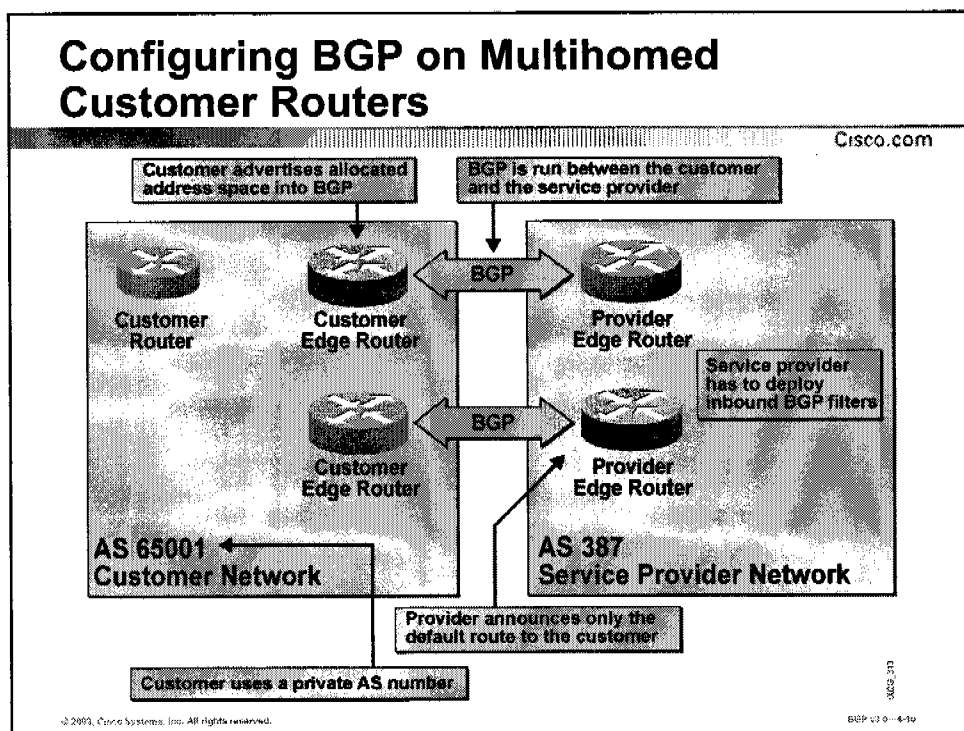 Configuring BGP on Multihomed
Customer Routers
Cisco.com
Customer advertises allocated
address space into BGP
BGP is run between the customer
and the service provider
BGP
Customer
Router
Customer
Edge Router
Provider
Edge Router
Service provider
has to deploy
inbound BGP filters
BGP
Customer
Edge Router
Provider
Edge Router
AS 65001
Customer Network
AS 387
Service Provider Network
Provider announces only the
default route to the customer
Customer uses a private AS number
© 2003, Cisco Systems, Inc. All rights reserved.